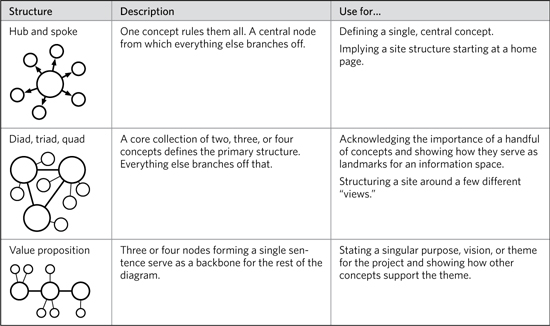 Structure Description Use for...
Hub and spoke
One concept rules them all. A central node
from which everything else branches off.
Defining a single, central concept.
Implying a site structure starting at a home
page.
Diad, triad, quad
A core collection of two, three, or four
concepts defines the primary structure.
Everything else branches off that.
Acknowledging the importance of a handful
of concepts and showing how they serve as
landmarks for an information space.
Structuring a site around a few different
“views.”
Value proposition
Three or four nodes forming a single sen-
tence serve as a backbone for the rest of the
diagram.
Stating a singular purpose, vision, or theme
for the project and showing how other
concepts support the theme.